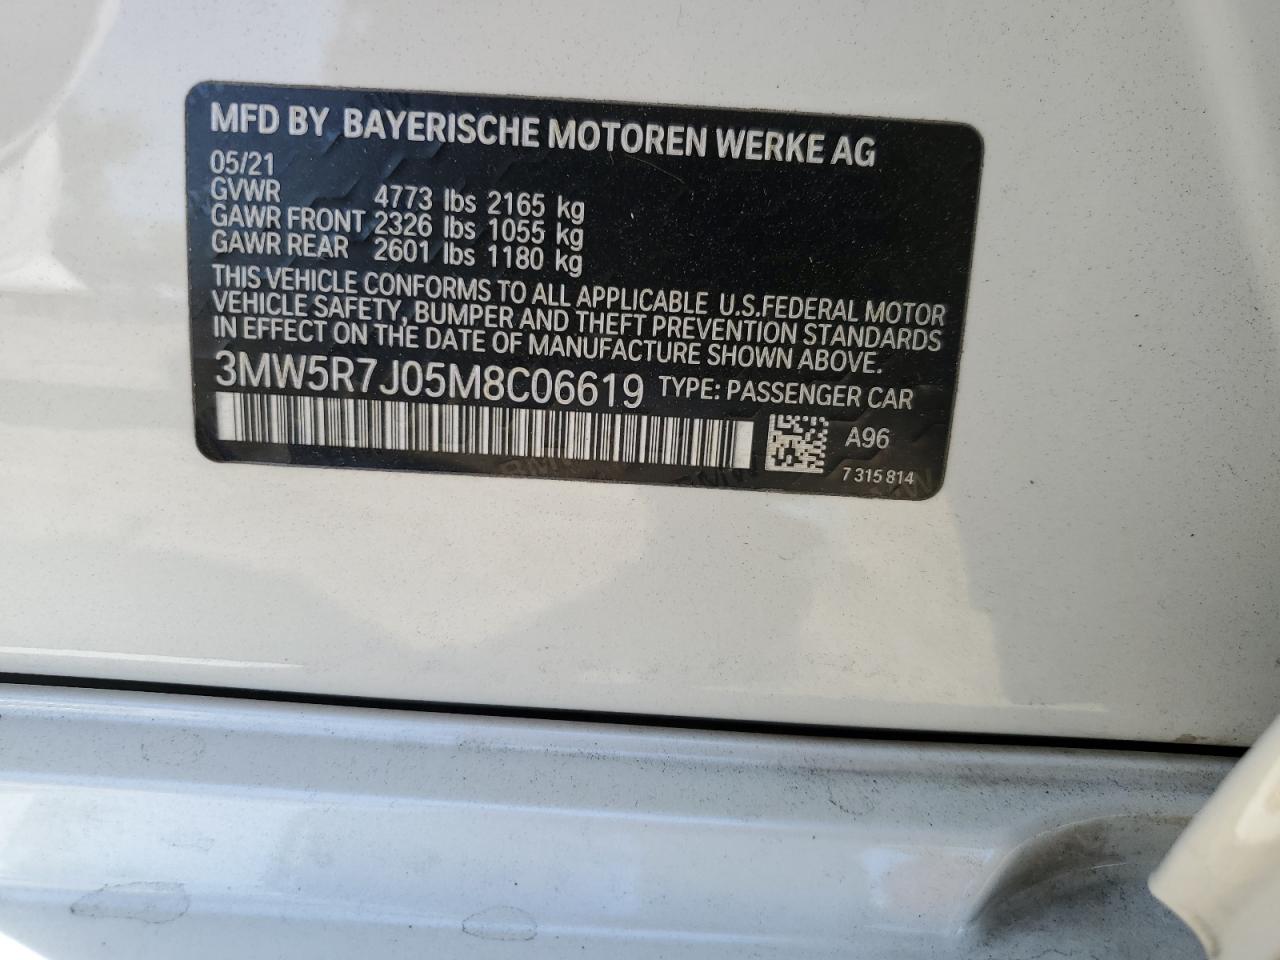 MFD BY BAYERISCHE MOTOREN WERKE AG
05/21
GVWR 4773 lbs 2165 kg
GAWR FRONT 2326 lbs 1055 kg
GAWR REAR 2601 lbs 1180 kg
THIS VEHICLE CONFORMS TO ALL APPLICABLE U.S.FEDERAL MOTOR
VEHICLE SAFETY, BUMPER AND THEFT PREVENTION STANDARDS
IN EFFECT ON THE DATE OF MANUFACTURE SHOWN ABOVE.
3MW5R7J05M8C06619 TYPE: PASSENGER CAR
A96
7 315 814
BMW
BMW
BMW